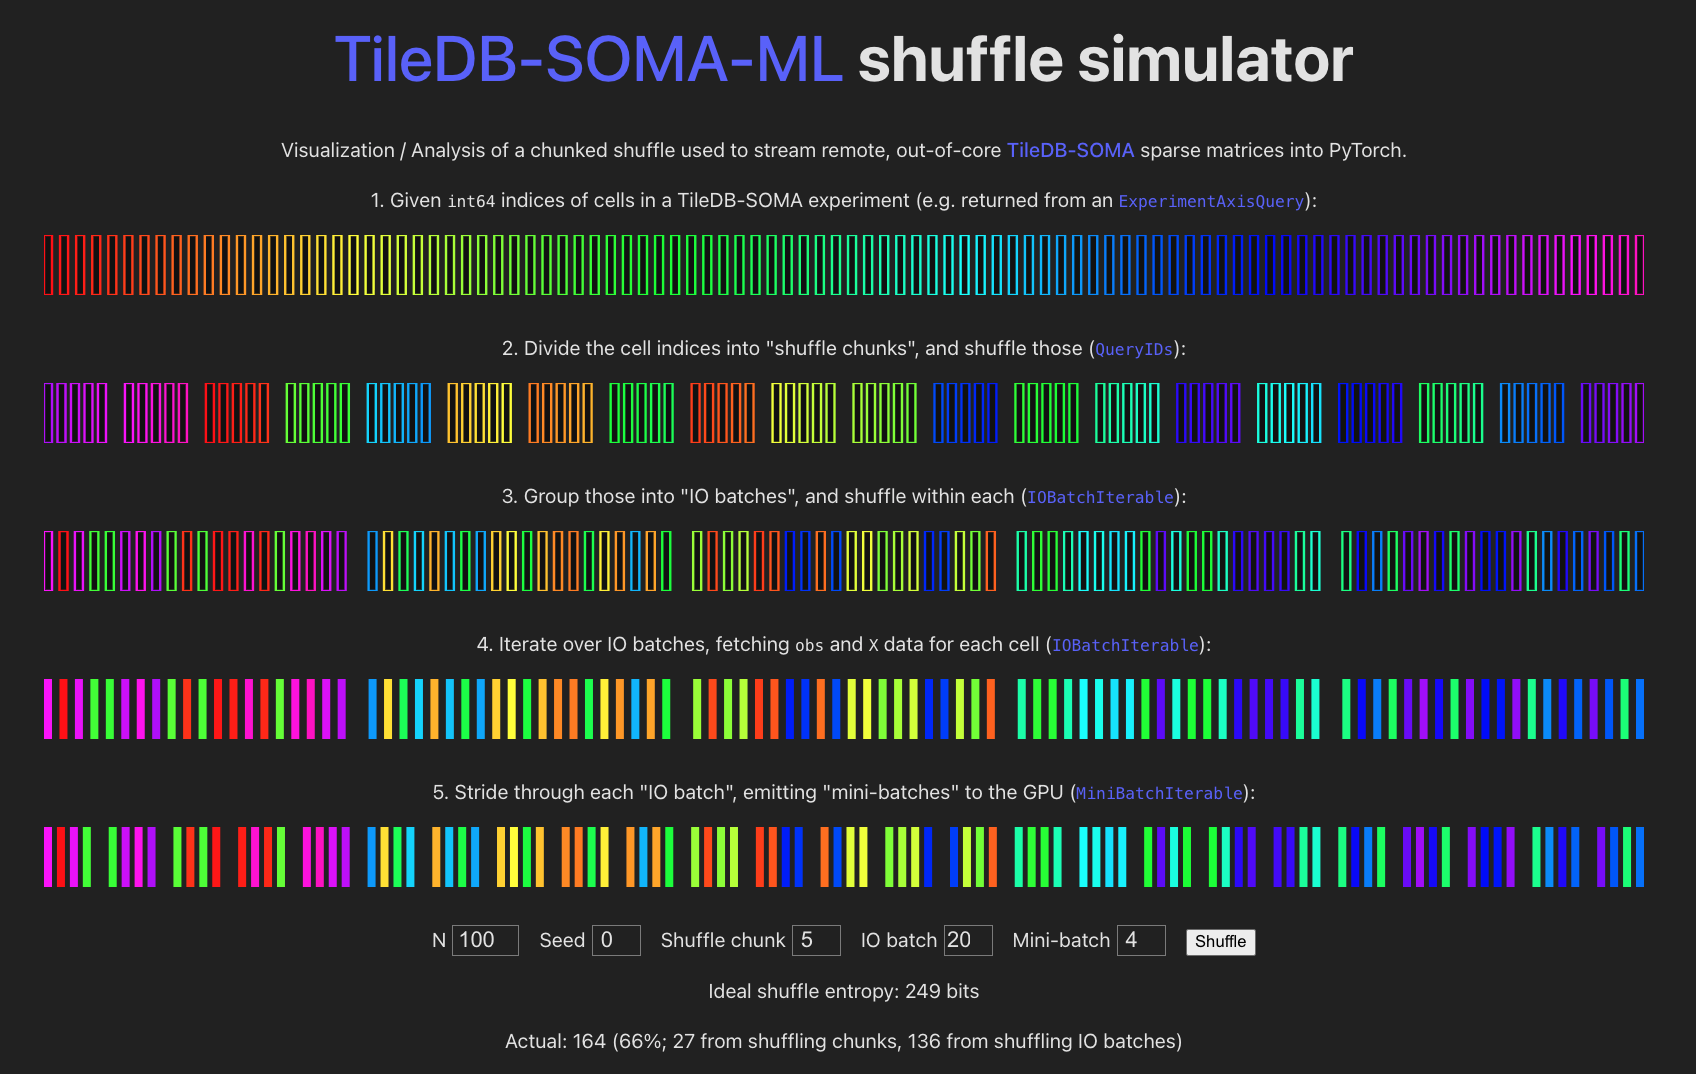 TileDB-SOMA-ML shuffle simulator
Visualization / Analysis of a chunked shuffle used to stream remote, out-of-core TileDB-SOMA sparse matrices into PyTorch.
1. Given int64 indices of cells in a TileDB-SOMA experiment (e.g. returned from an ExperimentAxisQuery):
2. Divide the cell indices into "shuffle chunks", and shuffle those (QueryIDs):
3. Group those into "IO batches", and shuffle within each (IOBatchIterable):
4. Iterate over IO batches, fetching obs and X data for each cell (IOBatchIterable):
5. Stride through each "IO batch", emitting "mini-batches" to the GPU (MiniBatchIterable):
N 100 Seed 0 Shuffle chunk 5 IO batch 20 Mini-batch 4 Shuffle
Ideal shuffle entropy: 249 bits
Actual: 164 (66%; 27 from shuffling chunks, 136 from shuffling IO batches)